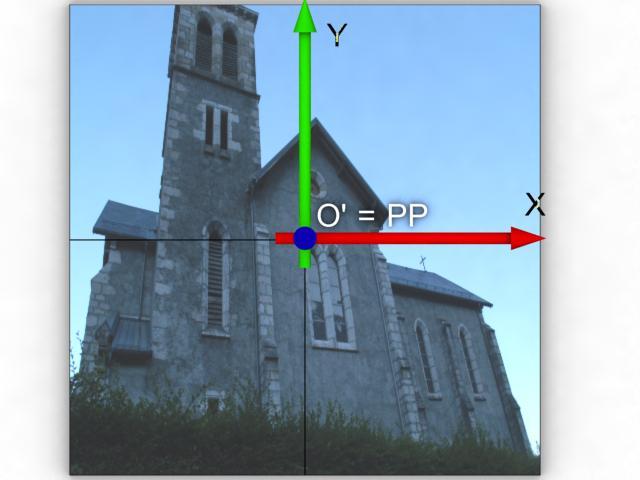 Y
X
O' = PP